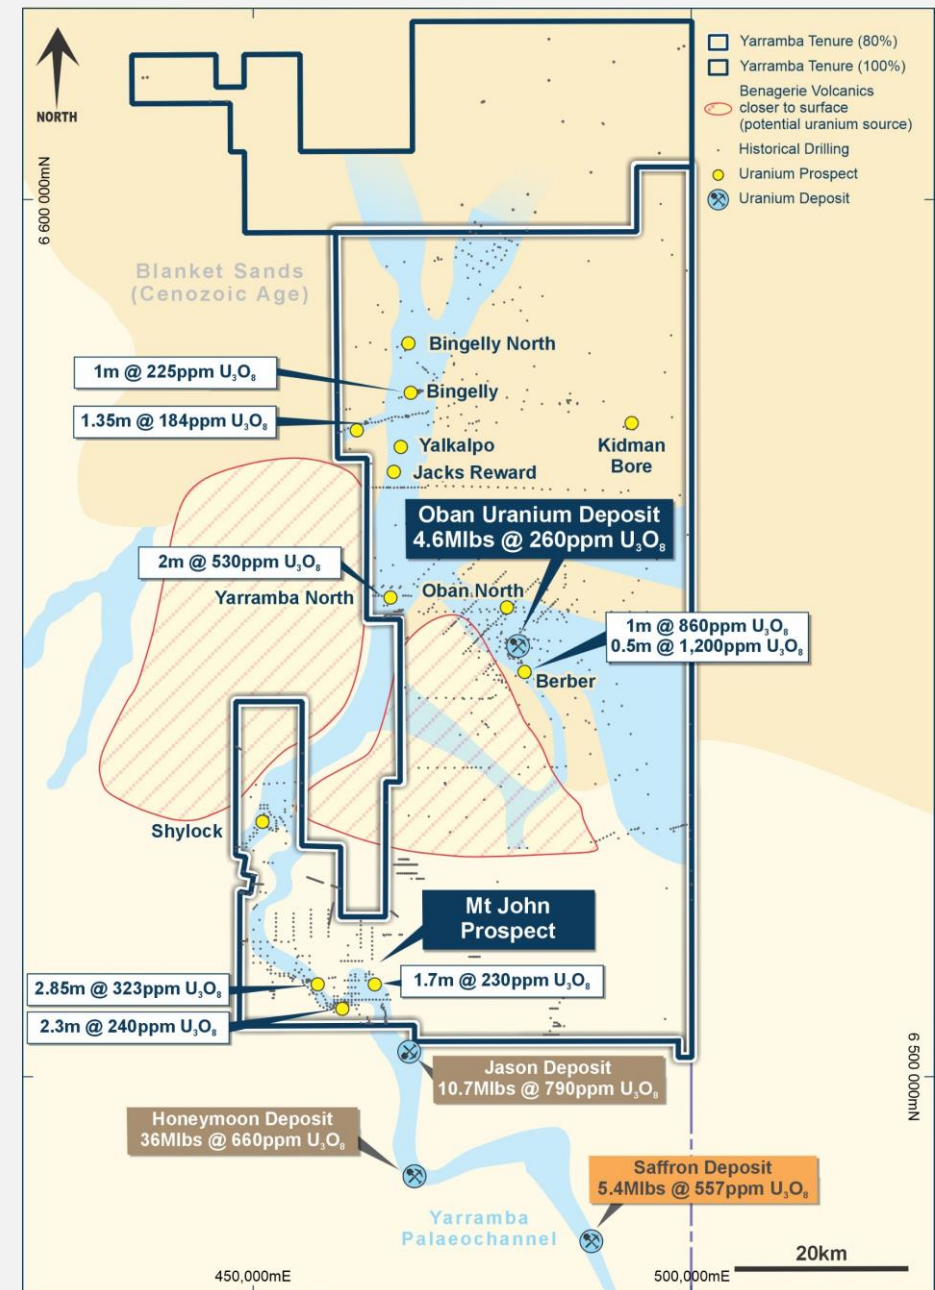 NORTH
Yarramba Tenure (80%)
Yarramba Tenure (100%)
Benagerie Volcanics
closer to surface
(potential uranium source)
Historical Drilling
Uranium Prospect
Uranium Deposit
6 600 000mN
Blanket Sands
(Cenozoic Age)
Bingelly North
1m @ 225ppm U₃O₈
Bingelly
1.35m @ 184ppm U₃O₈
Yalkalpo
Kidman
Bore
Jacks Reward
Oban Uranium Deposit
4.6Mlbs @ 260ppm U₃O₈
2m @ 530ppm U₃O₈
Yarramba North
Oban North
1m @ 860ppm U₃O₈
0.5m @ 1,200ppm U₃O₈
Berber
Shylock
Mt John
Prospect
2.85m @ 323ppm U₃O₈
1.7m @ 230ppm U₃O₈
2.3m @ 240ppm U₃O₈
6 500 000mN
Jason Deposit
10.7Mlbs @ 790ppm U₃O₈
Honeymoon Deposit
36Mlbs @ 660ppm U₃O₈
Saffron Deposit
5.4Mlbs @ 557ppm U₃O₈
Yarramba
Palaeochannel
20km
450,000mE
500,000mE